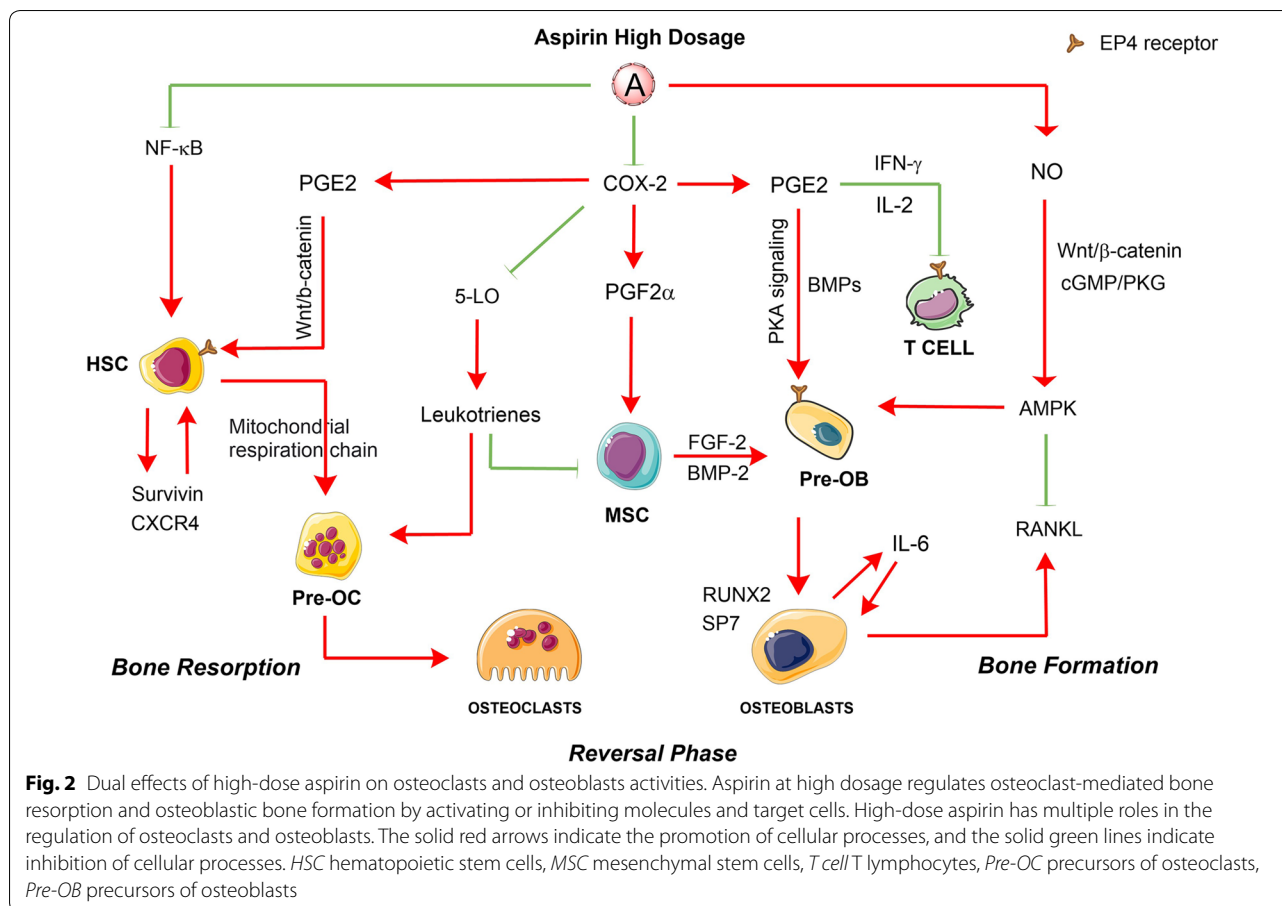 Aspirin High Dosage
EP4 receptor
A
NF-κB
PGE2
COX-2
PGE2
IFN-γ
IL-2
NO
Wnt/b-catenin
5-LO
PGF2α
PKA signaling
BMPs
Wnt/β-catenin
cGMP/PKG
T CELL
HSC
Mitochondrial
respiration chain
Leukotrienes
AMPK
FGF-2
BMP-2
Pre-OB
MSC
Survivin
CXCR4
RANKL
IL-6
Pre-OC
RUNX2
SP7
Bone Resorption
Bone Formation
OSTEOCLASTS
OSTEOBLASTS
Reversal Phase
Fig. 2 Dual effects of high-dose aspirin on osteoclasts and osteoblasts activities. Aspirin at high dosage regulates osteoclast-mediated bone
resorption and osteoblastic bone formation by activating or inhibiting molecules and target cells. High-dose aspirin has multiple roles in the
regulation of osteoclasts and osteoblasts. The solid red arrows indicate the promotion of cellular processes, and the solid green lines indicate
inhibition of cellular processes. HSC hematopoietic stem cells, MSC mesenchymal stem cells, T cell T lymphocytes, Pre-OC precursors of osteoclasts,
Pre-OB precursors of osteoblasts